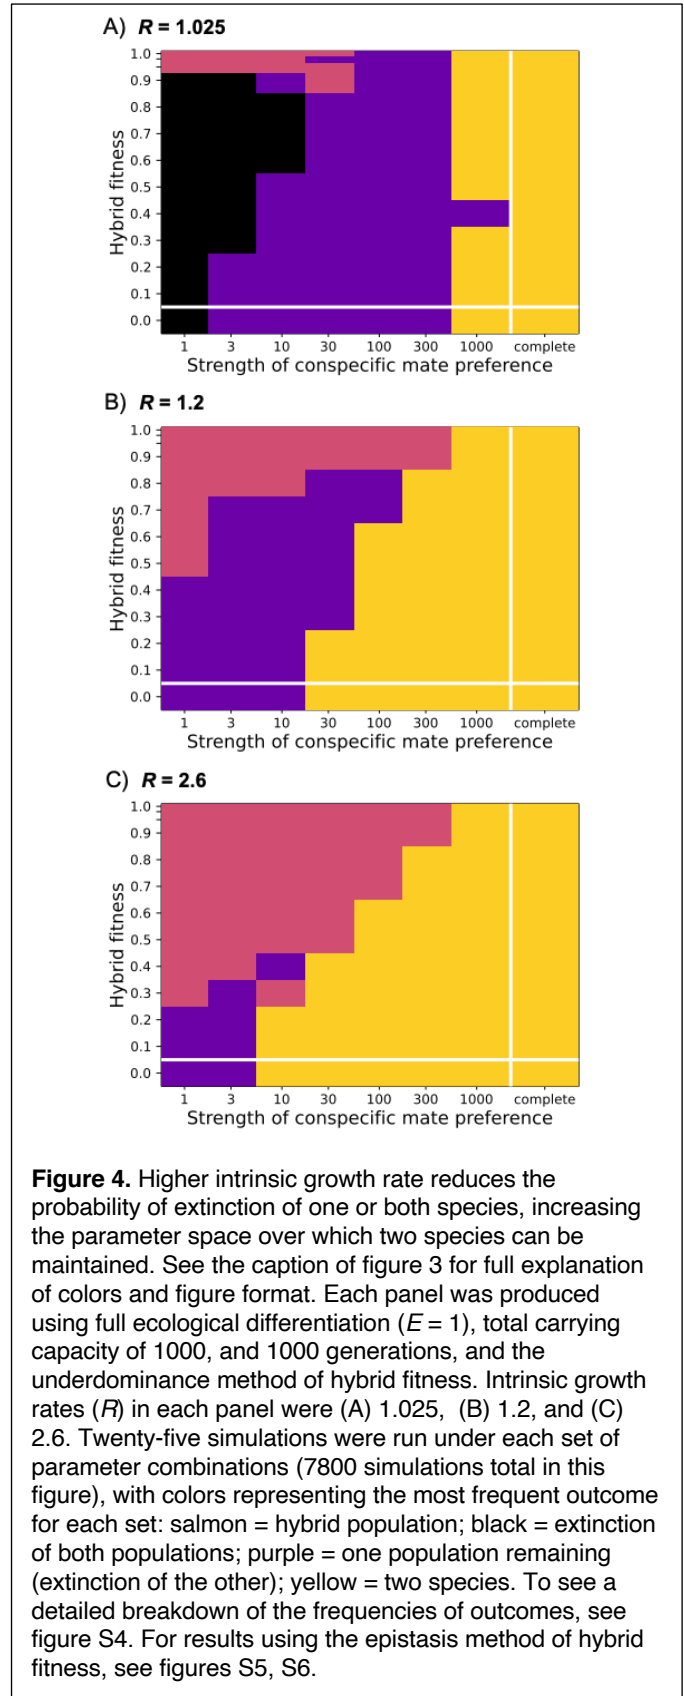 A) R = 1.025
1.0
0.9
0.8
0.7
0.6
0.5
0.4
0.3
0.2
0.1
0.0
Hybrid fitness
1 3 10 30 100 300 1000 complete
Strength of conspecific mate preference
B) R = 1.2
1.0
0.9
0.8
0.7
0.6
0.5
0.4
0.3
0.2
0.1
0.0
Hybrid fitness
1 3 10 30 100 300 1000 complete
Strength of conspecific mate preference
C) R = 2.6
1.0
0.9
0.8
0.7
0.6
0.5
0.4
0.3
0.2
0.1
0.0
Hybrid fitness
1 3 10 30 100 300 1000 complete
Strength of conspecific mate preference
Figure 4. Higher intrinsic growth rate reduces the
probability of extinction of one or both species, increasing
the parameter space over which two species can be
maintained. See the caption of figure 3 for full explanation
of colors and figure format. Each panel was produced
using full ecological differentiation (E = 1), total carrying
capacity of 1000, and 1000 generations, and the
underdominance method of hybrid fitness. Intrinsic growth
rates (R) in each panel were (A) 1.025, (B) 1.2, and (C)
2.6. Twenty-five simulations were run under each set of
parameter combinations (7800 simulations total in this
figure), with colors representing the most frequent outcome
for each set: salmon = hybrid population; black = extinction
of both populations; purple = one population remaining
(extinction of the other); yellow = two species. To see a
detailed breakdown of the frequencies of outcomes, see
figure S4. For results using the epistasis method of hybrid
fitness, see figures S5, S6.